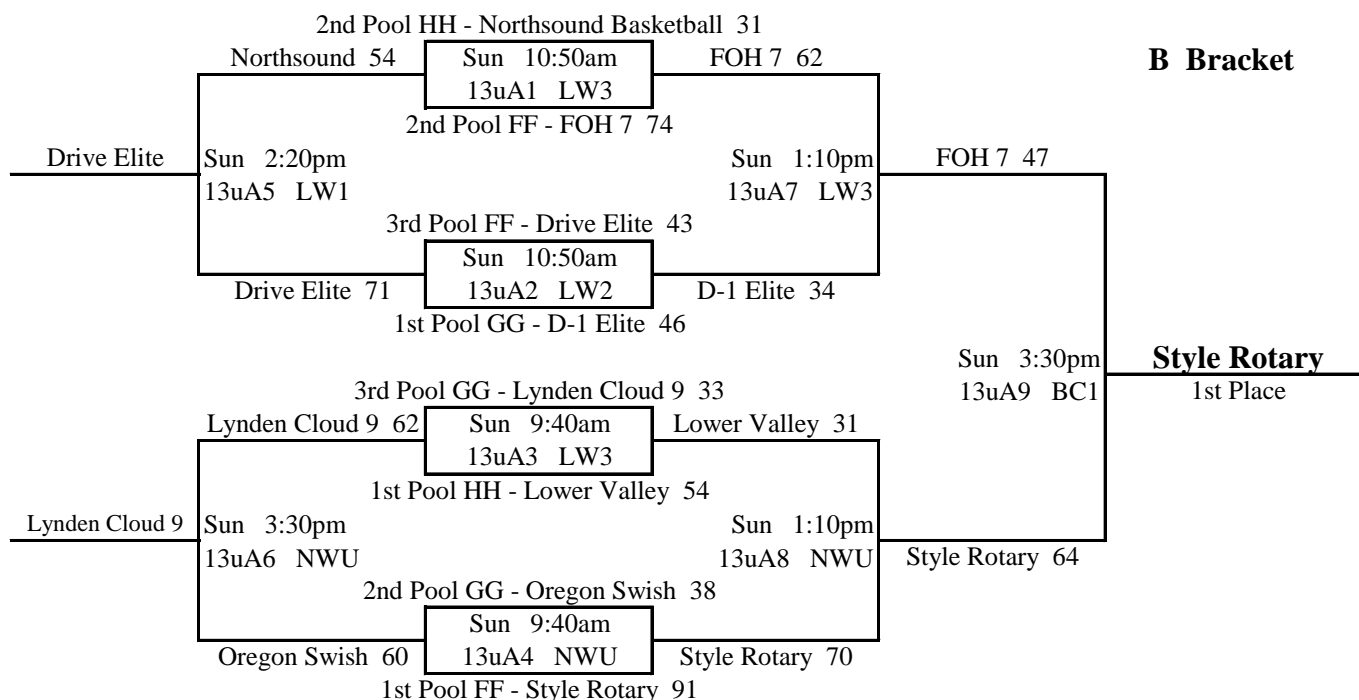 2nd Pool HH - Northsound Basketball 31
Northsound 54
Sun 10:50am
FOH 7 62
B Bracket
13uA1 LW3
2nd Pool FF - FOH 7 74
Drive Elite
Sun 2:20pm
Sun 1:10pm
FOH 7 47
13uA5 LW1
13uA7 LW3
3rd Pool FF - Drive Elite 43
Sun 10:50am
Drive Elite 71
13uA2 LW2
D-1 Elite 34
1st Pool GG - D-1 Elite 46
Sun 3:30pm
Style Rotary
13uA9 BC1
1st Place
3rd Pool GG - Lynden Cloud 9 33
Lynden Cloud 9 62
Sun 9:40am
Lower Valley 31
13uA3 LW3
1st Pool HH - Lower Valley 54
Lynden Cloud 9
Sun 3:30pm
Sun 1:10pm
13uA6 NWU
13uA8 NWU
Style Rotary 64
2nd Pool GG - Oregon Swish 38
Sun 9:40am
Oregon Swish 60
13uA4 NWU
Style Rotary 70
1st Pool FF - Style Rotary 91